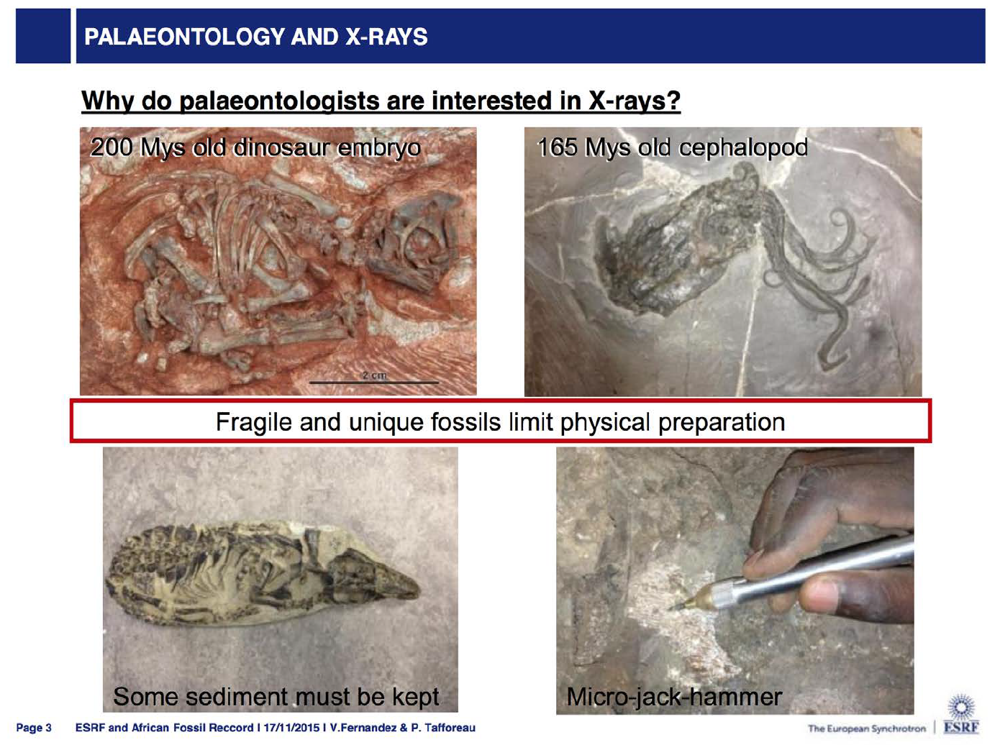 PALAEONTOLOGY AND X-RAYS
Why do palaeontologists are interested in X-rays?
200 Mys old dinosaur embryo
165 Mys old cephalopod
2 cm
Fragile and unique fossils limit physical preparation
Some sediment must be kept
Micro-jack-hammer
Page 3
ESRF and African Fossil Reccord l 17/11/2015 l V.Fernandez & P. Tafforeau
The European Synchrotron
ESRF